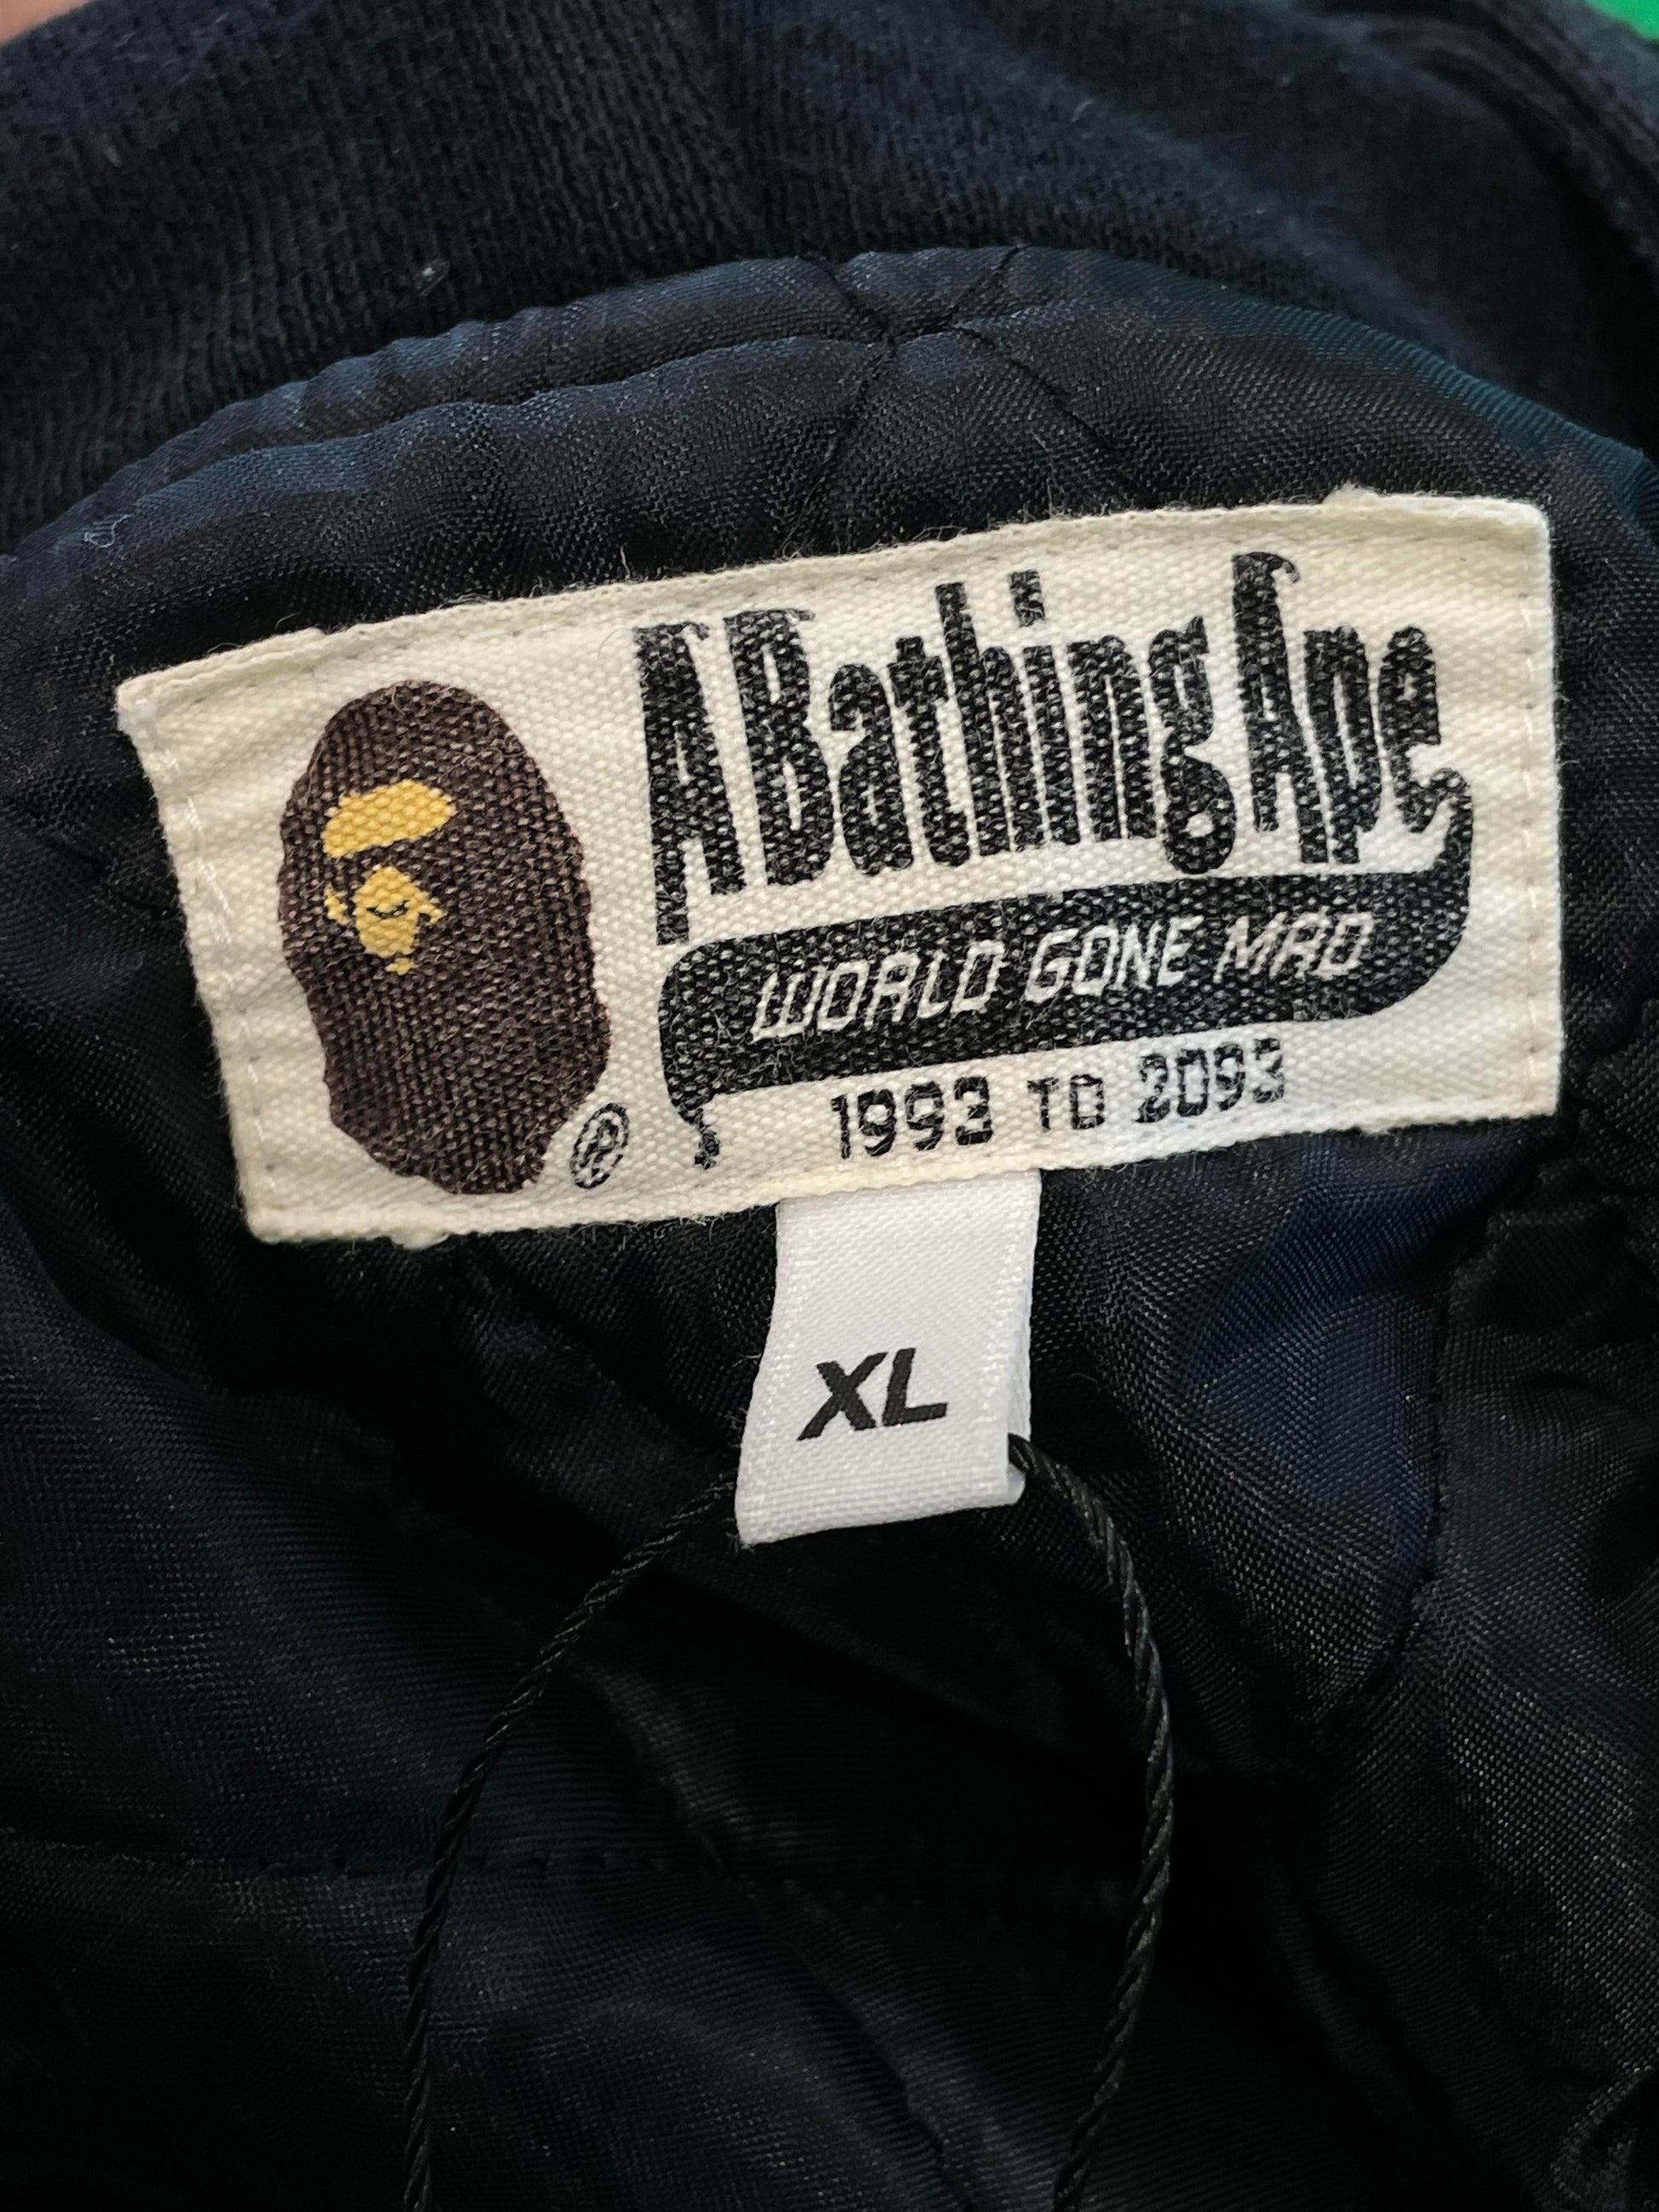 A Bathing Ape
WORLD GONE MAD
1993 TO 2093
®
XL